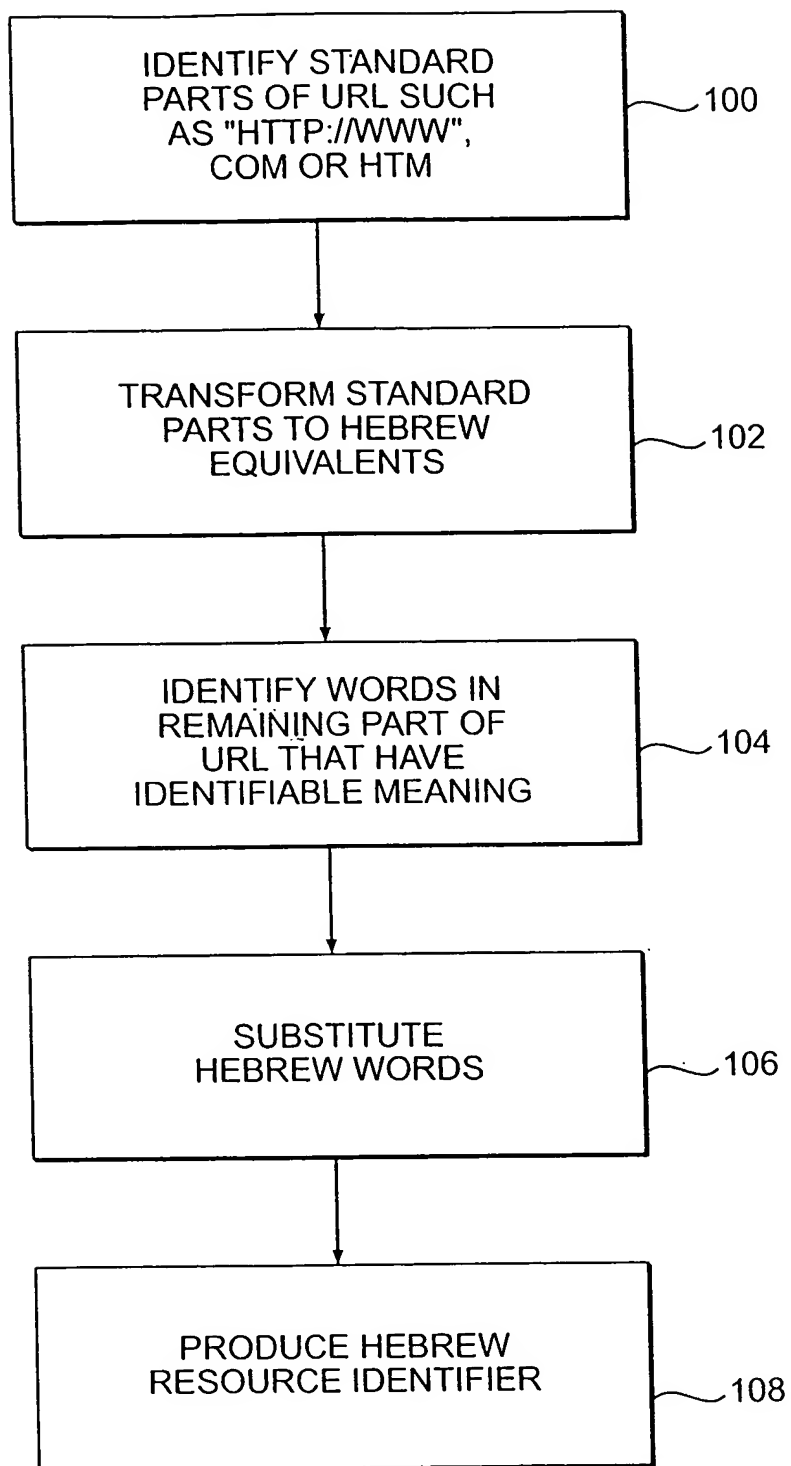 IDENTIFY STANDARD
PARTS OF URL SUCH
AS "HTTP://WWW",
COM OR HTM
100
TRANSFORM STANDARD
PARTS TO HEBREW
EQUIVALENTS
102
IDENTIFY WORDS IN
REMAINING PART OF
URL THAT HAVE
IDENTIFIABLE MEANING
104
SUBSTITUTE
HEBREW WORDS
106
PRODUCE HEBREW
RESOURCE IDENTIFIER
108